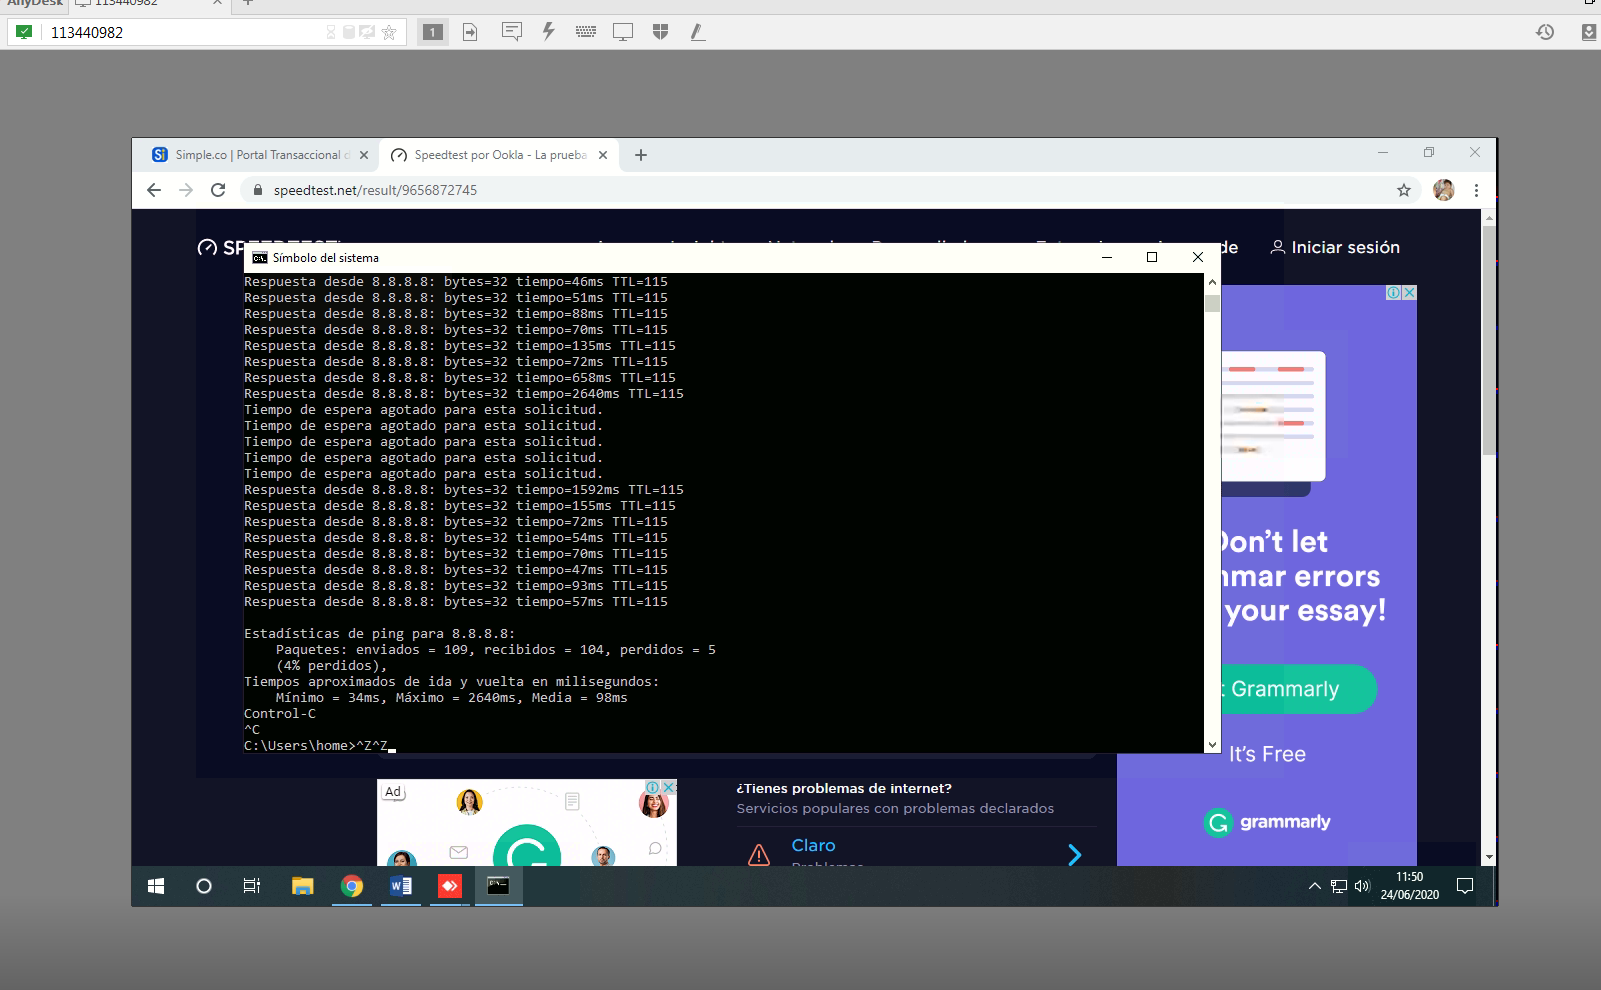 AnyDesk
113440982
113440982
1
Simple.co | Portal Transaccional d
Speedtest por Ookla - La prueba
speedtest.net/result/9656872745
Iniciar sesión
Símbolo del sistema
Respuesta desde 8.8.8.8: bytes=32 tiempo=46ms TTL=115
Respuesta desde 8.8.8.8: bytes=32 tiempo=51ms TTL=115
Respuesta desde 8.8.8.8: bytes=32 tiempo=88ms TTL=115
Respuesta desde 8.8.8.8: bytes=32 tiempo=70ms TTL=115
Respuesta desde 8.8.8.8: bytes=32 tiempo=135ms TTL=115
Respuesta desde 8.8.8.8: bytes=32 tiempo=72ms TTL=115
Respuesta desde 8.8.8.8: bytes=32 tiempo=658ms TTL=115
Respuesta desde 8.8.8.8: bytes=32 tiempo=2640ms TTL=115
Tiempo de espera agotado para esta solicitud.
Tiempo de espera agotado para esta solicitud.
Tiempo de espera agotado para esta solicitud.
Tiempo de espera agotado para esta solicitud.
Tiempo de espera agotado para esta solicitud.
Respuesta desde 8.8.8.8: bytes=32 tiempo=1592ms TTL=115
Respuesta desde 8.8.8.8: bytes=32 tiempo=155ms TTL=115
Respuesta desde 8.8.8.8: bytes=32 tiempo=72ms TTL=115
Respuesta desde 8.8.8.8: bytes=32 tiempo=54ms TTL=115
Respuesta desde 8.8.8.8: bytes=32 tiempo=70ms TTL=115
Respuesta desde 8.8.8.8: bytes=32 tiempo=47ms TTL=115
Respuesta desde 8.8.8.8: bytes=32 tiempo=93ms TTL=115
Respuesta desde 8.8.8.8: bytes=32 tiempo=57ms TTL=115
Estadísticas de ping para 8.8.8.8:
Paquetes: enviados = 109, recibidos = 104, perdidos = 5
(4% perdidos),
Tiempos aproximados de ida y vuelta en milisegundos:
Mínimo = 34ms, Máximo = 2640ms, Media = 98ms
Control-C
^C
C:\Users\home>^Z^Z
Don't let
mmar errors
your essay!
t Grammarly
It's Free
grammarly
Ad
¿Tienes problemas de internet?
Servicios populares con problemas declarados
Claro
11:50
24/06/2020